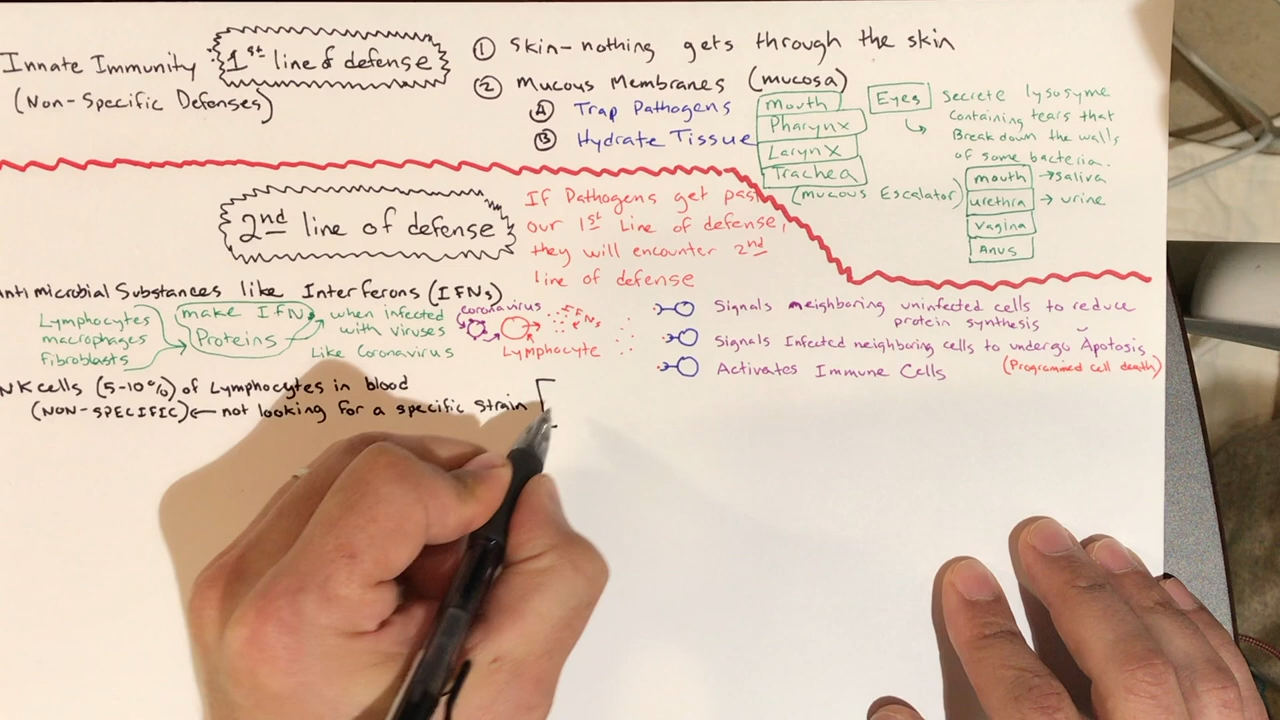 Innate Immunity
(Non-Specific Defenses)
1st line of defense
① Skin-nothing gets through the skin
② Mucous Membranes (mucosa)
Ⓐ Trap Pathogens
Ⓑ Hydrate Tissue
Mouth
Pharynx
Larynx
Trachea
(mucous Escalator)
Eyes
Secrete lysosyme
containing tears that
Break down the walls
of some bacteria.
mouth → saliva
urethra → urine
Vagina
Anus
2nd line of defense
If Pathogens get past
our 1st Line of defense,
they will encounter 2nd
line of defense
Antimicrobial Substances like Interferons (IFNs)
Lymphocytes
macrophages
Fibroblasts
make IFN
Proteins
when infected
with viruses
Like Coronavirus
coronavirus
IFNs
Lymphocyte
Signals neighboring uninfected cells to reduce
protein synthesis
Signals Infected neighboring cells to undergo Apotosis
(Programmed cell death)
Activates Immune Cells
NK cells (5-10%) of Lymphocytes in blood
(NON-SPECIFIC) ← not looking for a specific strain [